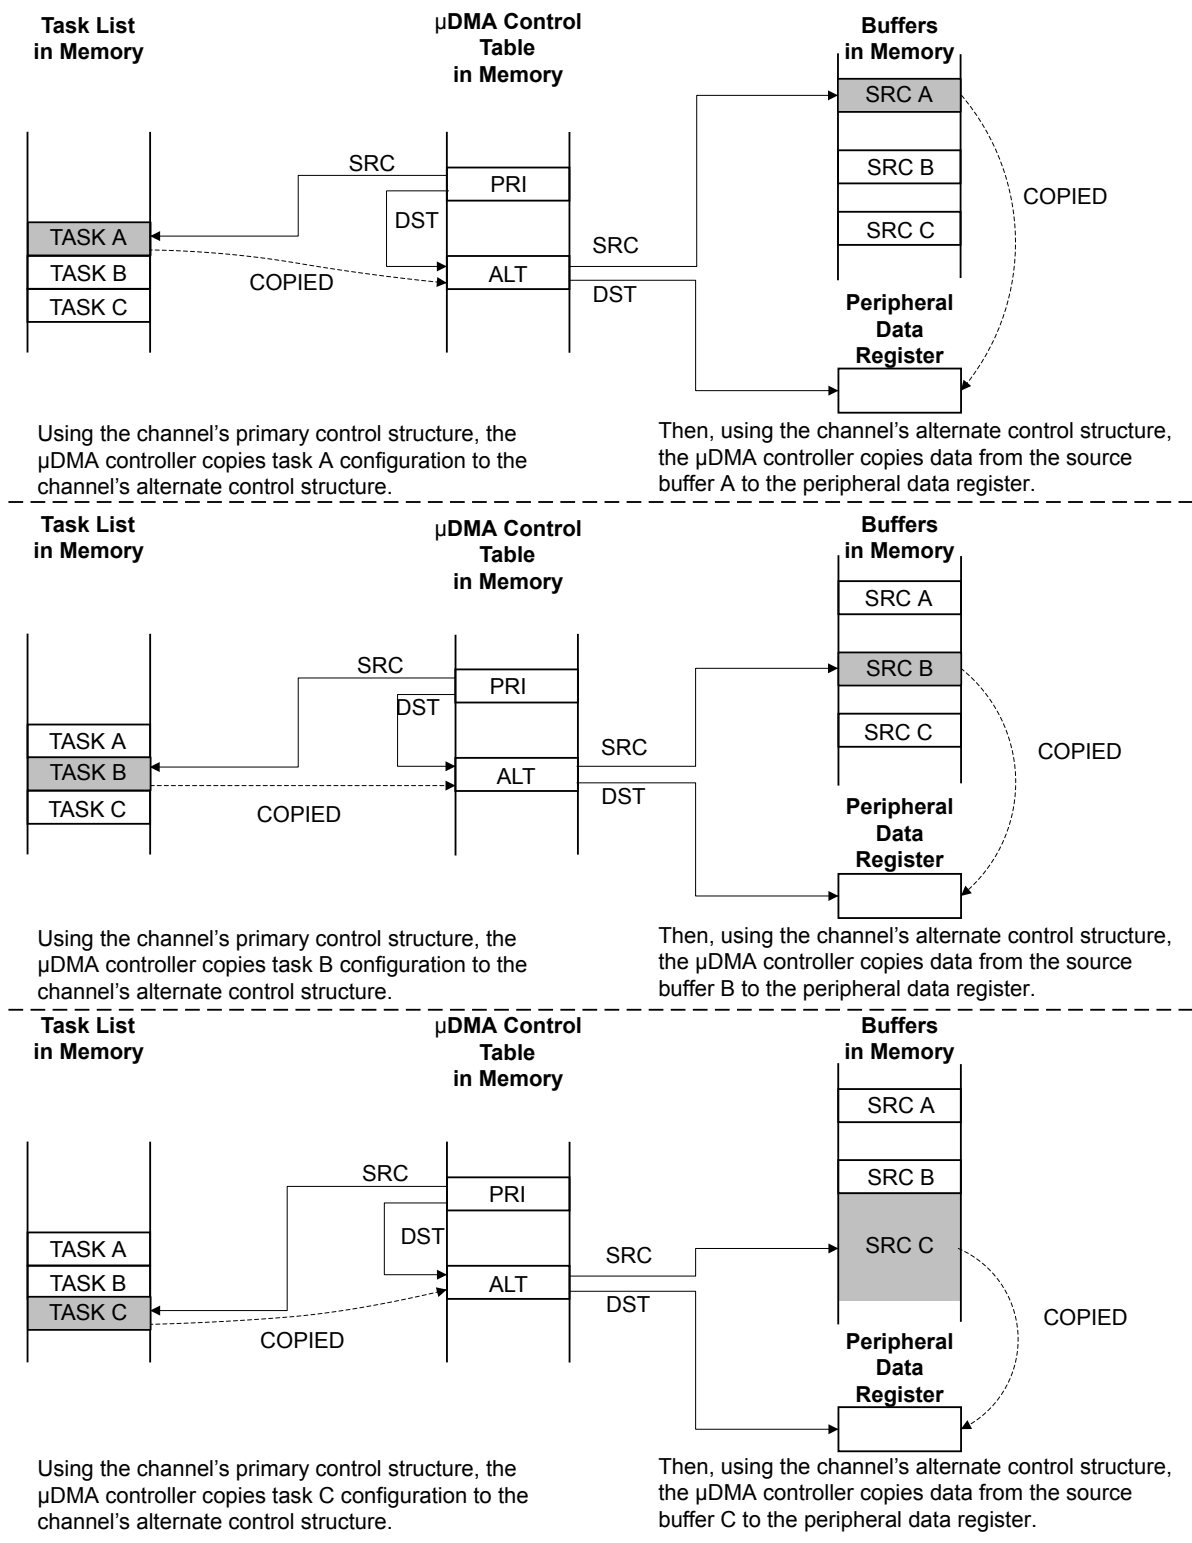 Task List
in Memory
µDMA Control
Table
in Memory
Buffers
in Memory
SRC A
SRC B
SRC C
COPIED
SRC
PRI
DST
TASK A
TASK B
TASK C
COPIED
ALT
SRC
DST
Peripheral
Data
Register
Using the channel's primary control structure, the
µDMA controller copies task A configuration to the
channel's alternate control structure.
Then, using the channel's alternate control structure,
the µDMA controller copies data from the source
buffer A to the peripheral data register.
Task List
in Memory
µDMA Control
Table
in Memory
Buffers
in Memory
SRC A
SRC B
SRC C
COPIED
SRC
PRI
DST
TASK A
TASK B
TASK C
COPIED
ALT
SRC
DST
Peripheral
Data
Register
Using the channel's primary control structure, the
µDMA controller copies task B configuration to the
channel's alternate control structure.
Then, using the channel's alternate control structure,
the µDMA controller copies data from the source
buffer B to the peripheral data register.
Task List
in Memory
µDMA Control
Table
in Memory
Buffers
in Memory
SRC A
SRC B
SRC C
COPIED
SRC
PRI
DST
TASK A
TASK B
TASK C
COPIED
ALT
SRC
DST
Peripheral
Data
Register
Using the channel's primary control structure, the
µDMA controller copies task C configuration to the
channel's alternate control structure.
Then, using the channel's alternate control structure,
the µDMA controller copies data from the source
buffer C to the peripheral data register.